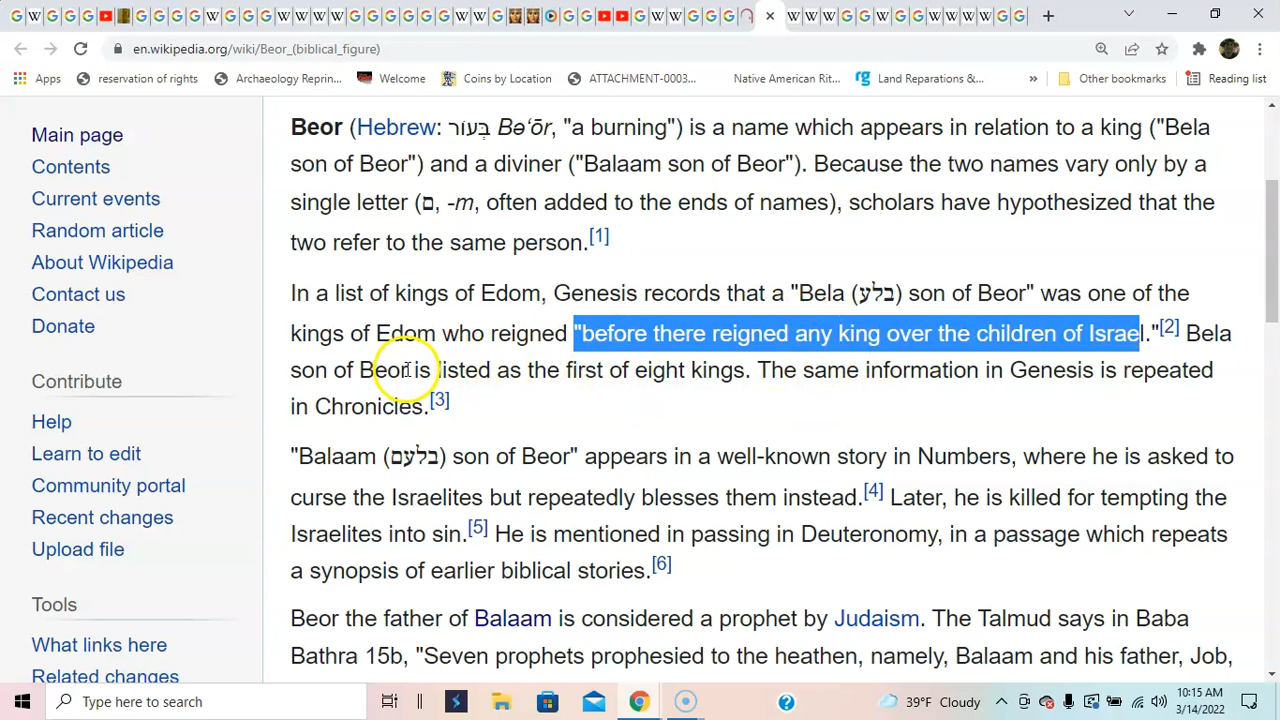 en.wikipedia.org/wiki/Beor_(biblical_figure)
Apps reservation of rights Archaeology Reprin... Welcome Coins by Location ATTACHMENT-0003... Native American Rit... Land Reparations &... » Other bookmarks Reading list
Main page
Contents
Current events
Random article
About Wikipedia
Contact us
Donate
Contribute
Help
Learn to edit
Community portal
Recent changes
Upload file
Tools
What links here
Related changes
Beor (Hebrew: בְּעוֹר Bəʻōr, "a burning") is a name which appears in relation to a king ("Bela
son of Beor") and a diviner ("Balaam son of Beor"). Because the two names vary only by a
single letter (ם, -m, often added to the ends of names), scholars have hypothesized that the
two refer to the same person.[1]
In a list of kings of Edom, Genesis records that a "Bela (בלע) son of Beor" was one of the
kings of Edom who reigned "before there reigned any king over the children of Israel."[2] Bela
son of Beor is listed as the first of eight kings. The same information in Genesis is repeated
in Chronicles.[3]
"Balaam (בלעם) son of Beor" appears in a well-known story in Numbers, where he is asked to
curse the Israelites but repeatedly blesses them instead.[4] Later, he is killed for tempting the
Israelites into sin.[5] He is mentioned in passing in Deuteronomy, in a passage which repeats
a synopsis of earlier biblical stories.[6]
Beor the father of Balaam is considered a prophet by Judaism. The Talmud says in Baba
Bathra 15b, "Seven prophets prophesied to the heathen, namely, Balaam and his father, Job,
Type here to search
39°F Cloudy
10:15 AM
3/14/2022